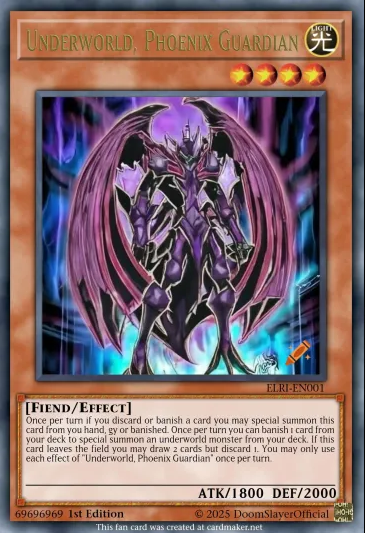 Underworld, Phoenix Guardian
LIGHT
光
ELRI-EN001
[Fiend/Effect]
Once per turn if you discard or banish a card you may special summon this
card from you hand, gy or banished. Once per turn you can banish 1 card from
your deck to special summon an underworld monster from your deck. If this
card leaves the field you may draw 2 cards but discard 1. You may only use
each effect of "Underworld, Phoenix Guardian" once per turn.
ATK/1800 DEF/2000
69696969 1st Edition © 2025 DoomSlayerOfficial
This fan card was created at cardmaker.net